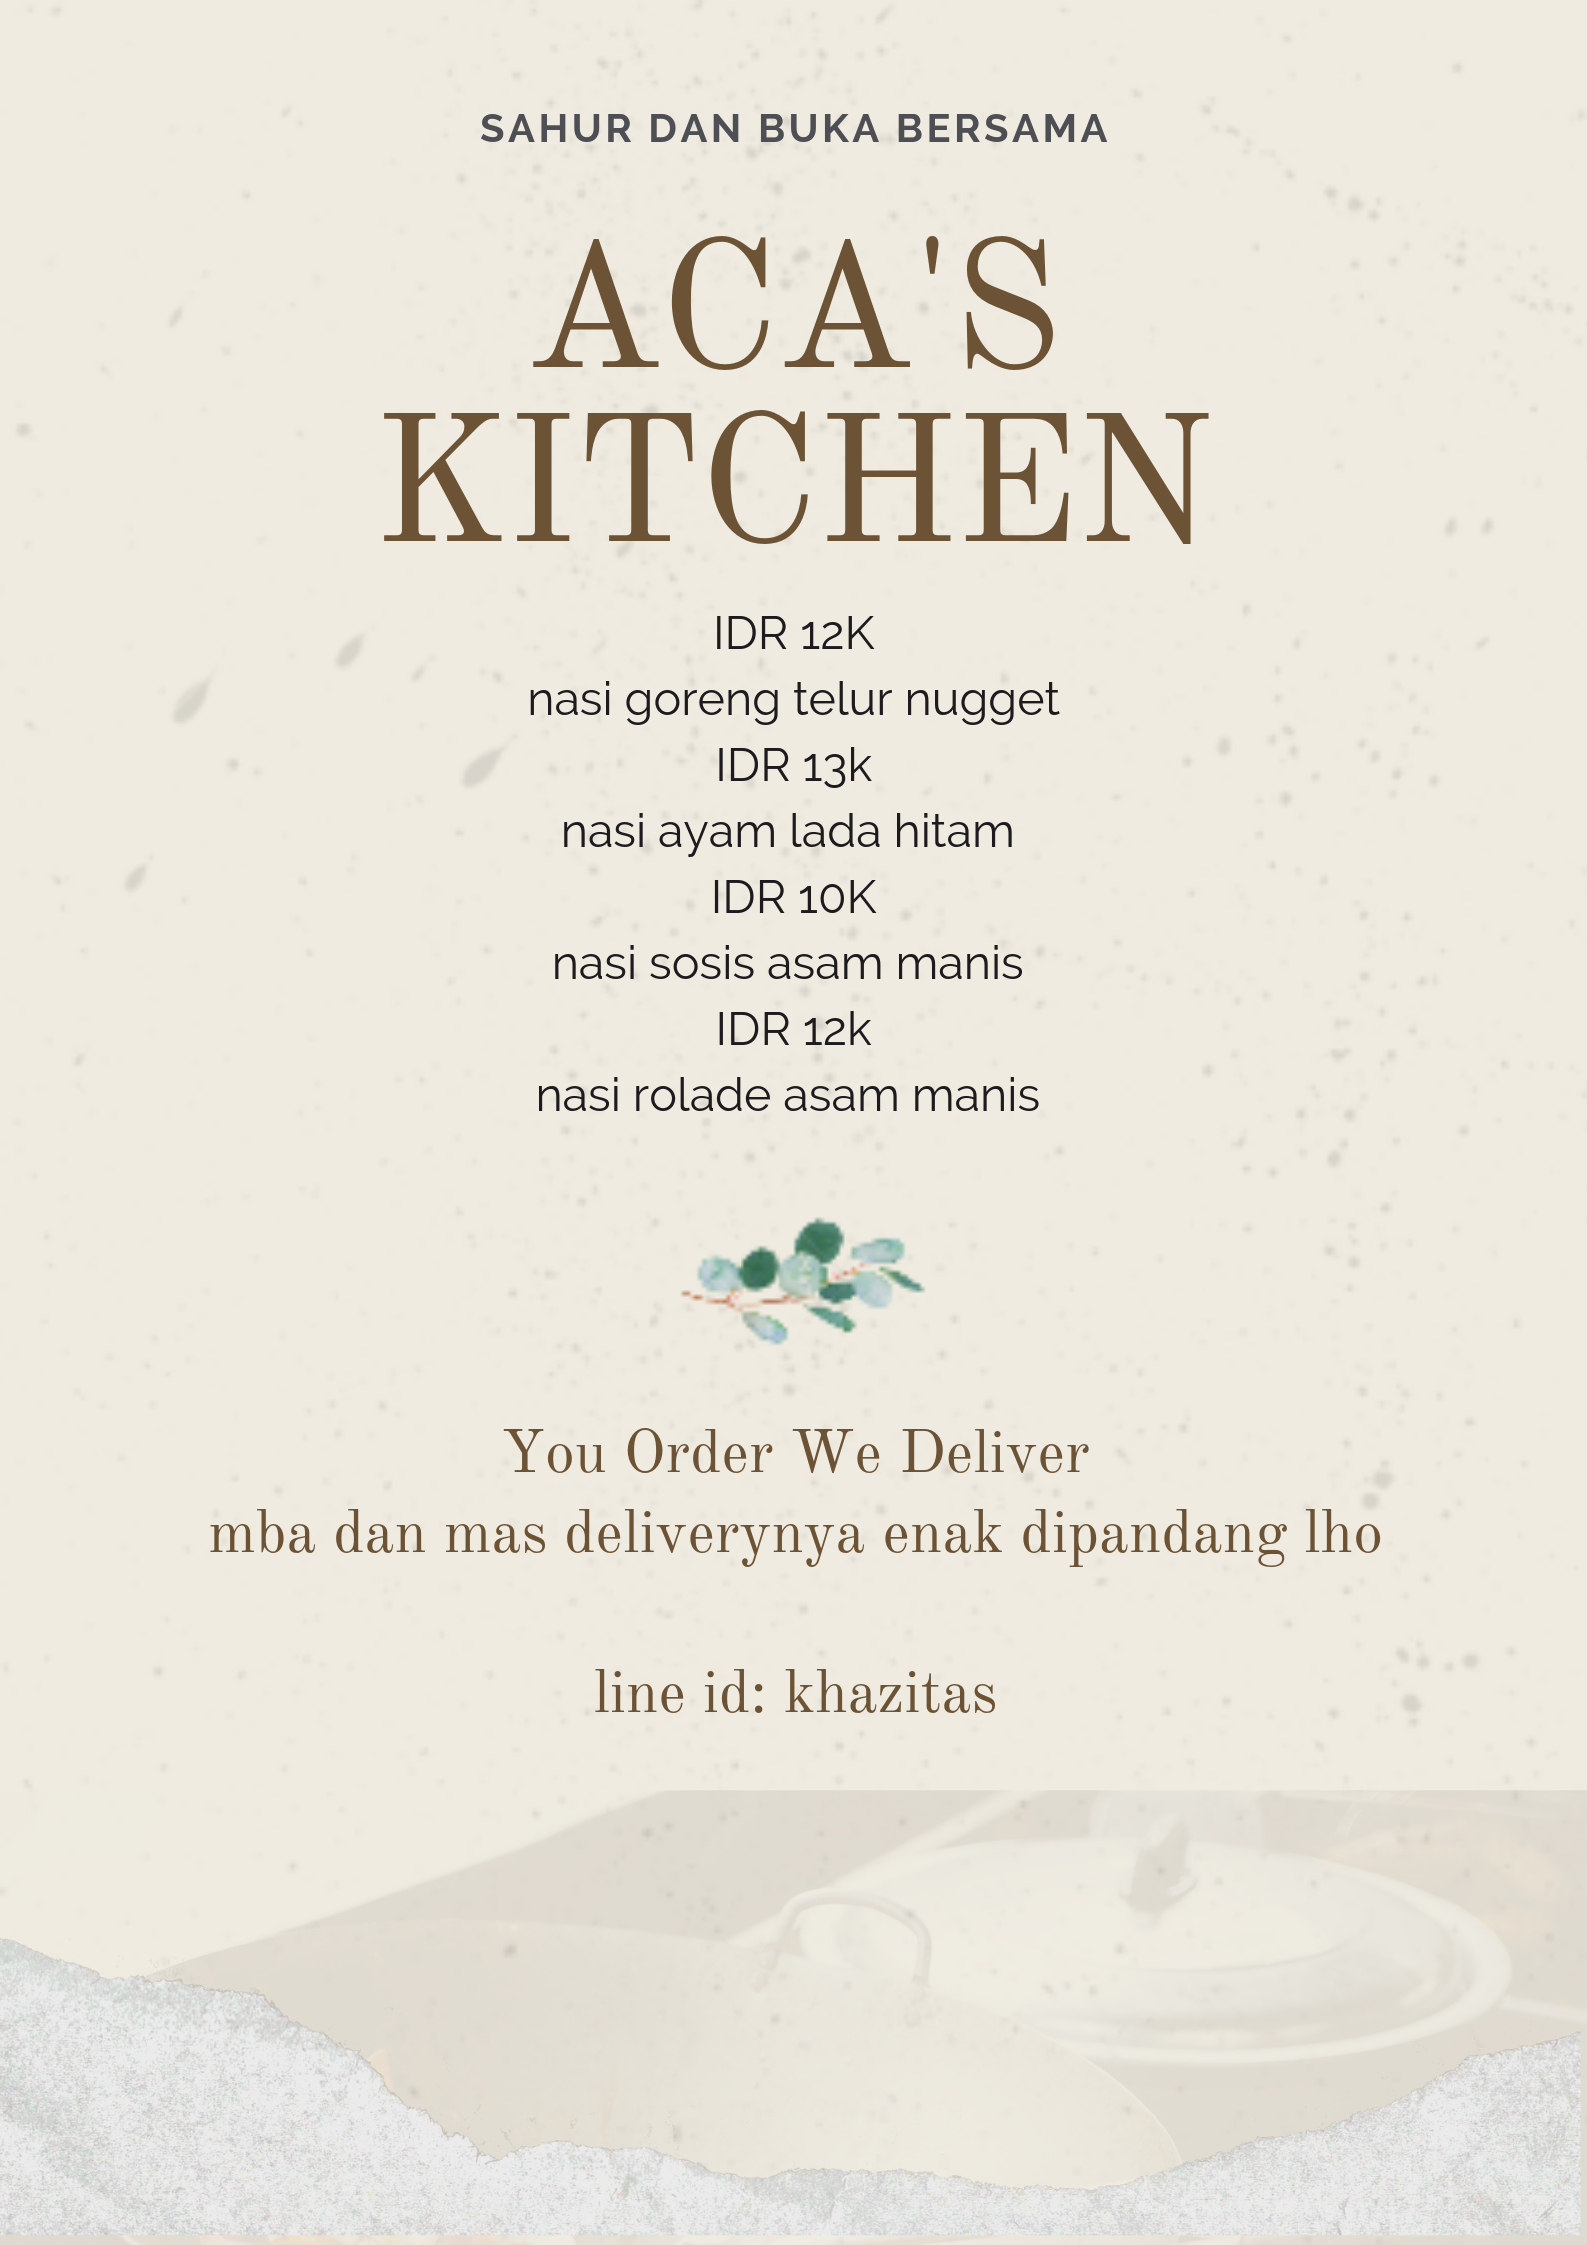 SAHUR DAN BUKA BERSAMA
ACA'S
KITCHEN
IDR 12K
nasi goreng telur nugget
IDR 13k
nasi ayam lada hitam
IDR 10K
nasi sosis asam manis
IDR 12k
nasi rolade asam manis
You Order We Deliver
mba dan mas deliverynya enak dipandang lho
line id: khazitas